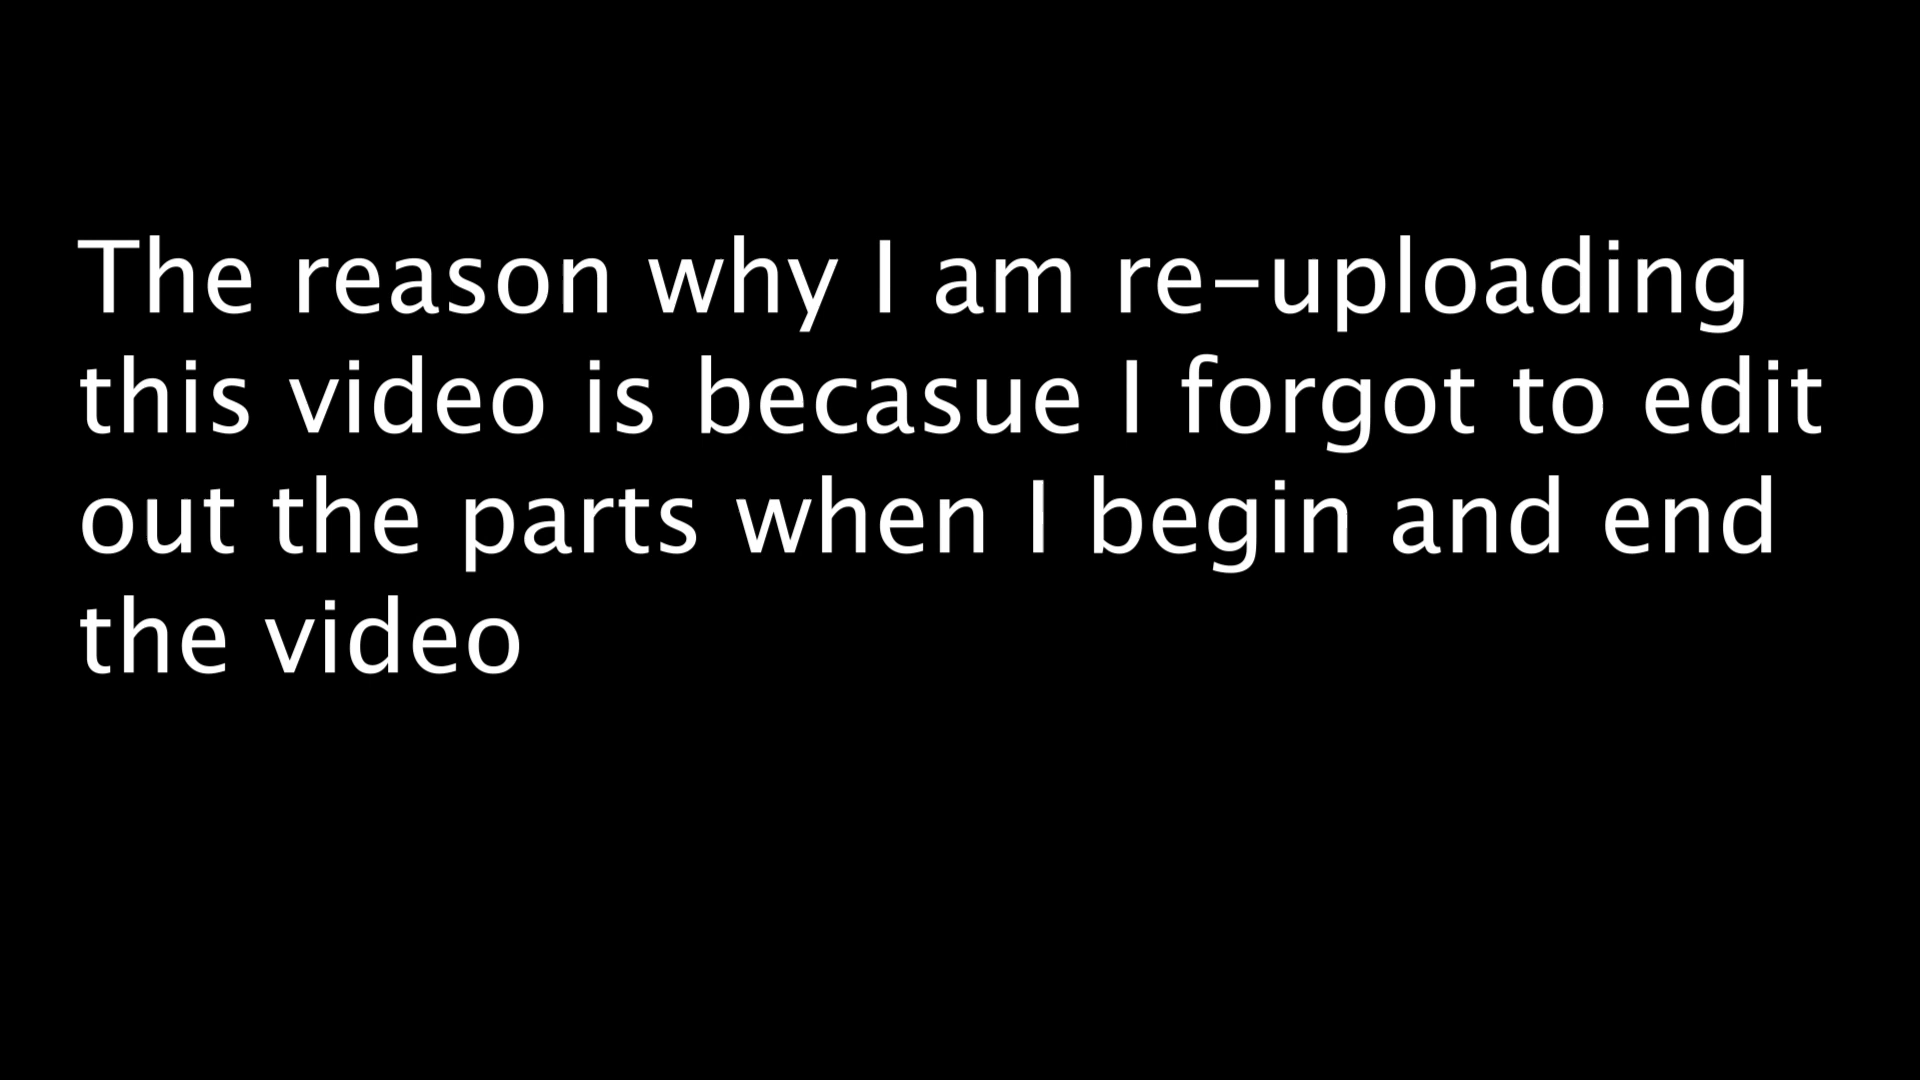 The reason why I am re-uploading
this video is becasue I forgot to edit
out the parts when I begin and end
the video